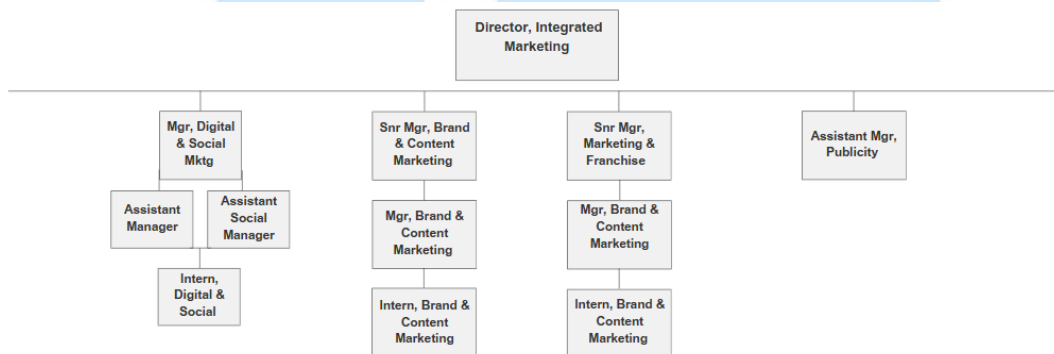 Director, Integrated
Marketing
Mgr, Digital
& Social
Mktg
Snr Mgr, Brand
& Content
Marketing
Snr Mgr,
Marketing &
Franchise
Assistant Mgr,
Publicity
Assistant
Manager
Assistant
Social
Manager
Mgr, Brand &
Content
Marketing
Mgr, Brand &
Content
Marketing
Intern,
Digital &
Social
Intern, Brand &
Content
Marketing
Intern, Brand &
Content
Marketing